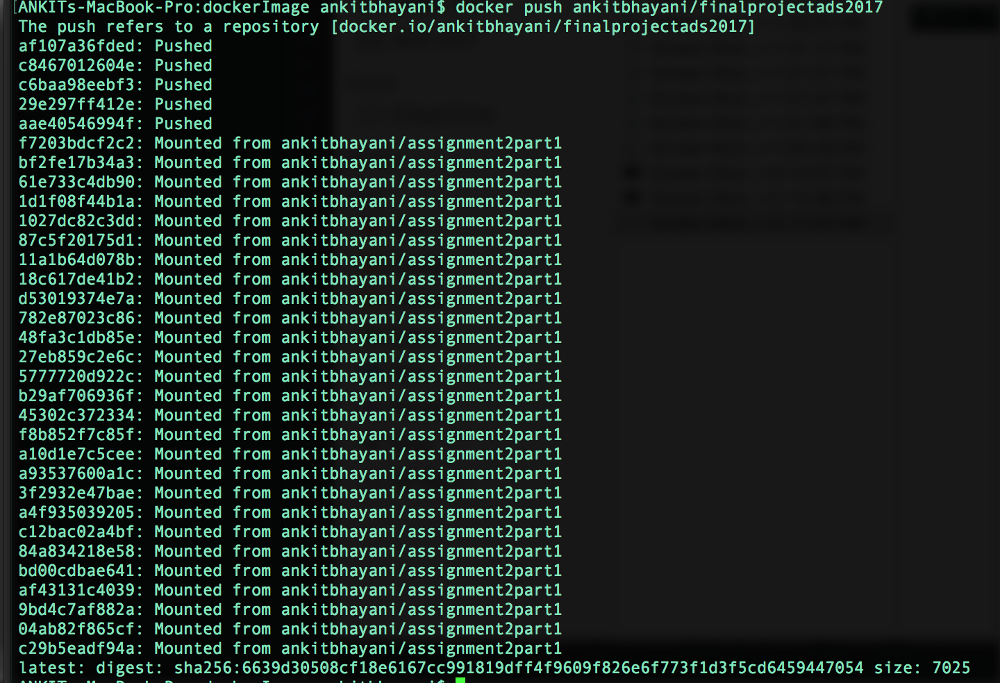 [ANKITs-MacBook-Pro:dockerImage ankitbhayani$ docker push ankitbhayani/finalprojectads2017
The push refers to a repository [docker.io/ankitbhayani/finalprojectads2017]
af107a36fded: Pushed
c8467012604e: Pushed
c6baa98eebf3: Pushed
29e297ff412e: Pushed
aae40546994f: Pushed
f7203bdcf2c2: Mounted from ankitbhayani/assignment2part1
bf2fe17b34a3: Mounted from ankitbhayani/assignment2part1
61e733c4db90: Mounted from ankitbhayani/assignment2part1
1d1f08f44b1a: Mounted from ankitbhayani/assignment2part1
1027dc82c3dd: Mounted from ankitbhayani/assignment2part1
87c5f20175d1: Mounted from ankitbhayani/assignment2part1
11a1b64d078b: Mounted from ankitbhayani/assignment2part1
18c617de41b2: Mounted from ankitbhayani/assignment2part1
d53019374e7a: Mounted from ankitbhayani/assignment2part1
782e87023c86: Mounted from ankitbhayani/assignment2part1
48fa3c1db85e: Mounted from ankitbhayani/assignment2part1
27eb859c2e6c: Mounted from ankitbhayani/assignment2part1
5777720d922c: Mounted from ankitbhayani/assignment2part1
b29af706936f: Mounted from ankitbhayani/assignment2part1
45302c372334: Mounted from ankitbhayani/assignment2part1
f8b852f7c85f: Mounted from ankitbhayani/assignment2part1
a10d1e7c5cee: Mounted from ankitbhayani/assignment2part1
a93537600a1c: Mounted from ankitbhayani/assignment2part1
3f2932e47bae: Mounted from ankitbhayani/assignment2part1
a4f935039205: Mounted from ankitbhayani/assignment2part1
c12bac02a4bf: Mounted from ankitbhayani/assignment2part1
84a834218e58: Mounted from ankitbhayani/assignment2part1
bd00cdbae641: Mounted from ankitbhayani/assignment2part1
af43131c4039: Mounted from ankitbhayani/assignment2part1
9bd4c7af882a: Mounted from ankitbhayani/assignment2part1
04ab82f865cf: Mounted from ankitbhayani/assignment2part1
c29b5eadf94a: Mounted from ankitbhayani/assignment2part1
latest: digest: sha256:6639d30508cf18e6167cc991819dff4f9609f826e6f773f1d3f5cd6459447054 size: 7025